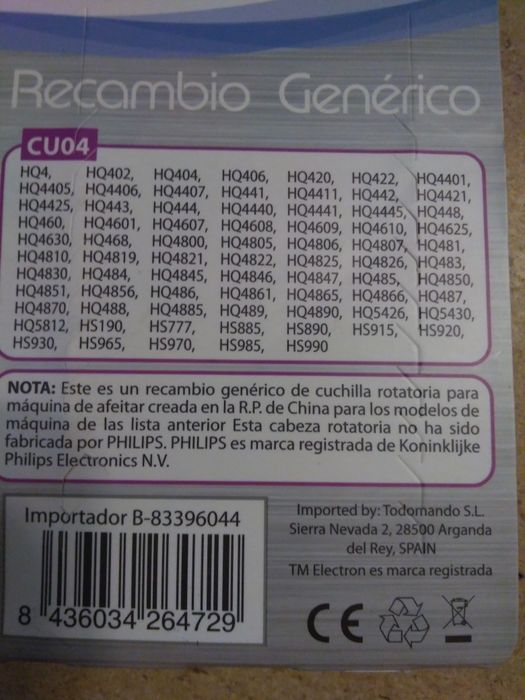 Recambio Genérico
CU04
HQ4, HQ402, HQ404, HQ406, HQ420, HQ422, HQ4401,
HQ4405, HQ4406, HQ4407, HQ441, HQ4411, HQ442, HQ4421,
HQ4425, HQ443, HQ444, HQ4440, HQ4441, HQ4445, HQ448,
HQ460, HQ4601, HQ4607, HQ4608, HQ4609, HQ4610, HQ4625,
HQ4630, HQ468, HQ4800, HQ4805, HQ4806, HQ4807, HQ481,
HQ4810, HQ4819, HQ4821, HQ4822, HQ4825, HQ4826, HQ483,
HQ4830, HQ484, HQ4845, HQ4846, HQ4847, HQ485, HQ4850,
HQ4851, HQ4856, HQ486, HQ4861, HQ4865, HQ4866, HQ487,
HQ4870, HQ488, HQ4885, HQ489, HQ4890, HQ5426, HQ5430,
HQ5812, HS190, HS777, HS885, HS890, HS915, HS920,
HS930, HS965, HS970, HS985, HS990
NOTA: Este es un recambio genérico de cuchilla rotatoria para
máquina de afeitar creada en la R.P. de China para los modelos de
máquina de las lista anterior Esta cabeza rotatoria no ha sido
fabricada por PHILIPS. PHILIPS es marca registrada de Koninklijke
Philips Electronics N.V.
Importador B-83396044
8 436034 264729
Imported by: Todomando S.L.
Sierra Nevada 2, 28500 Arganda
del Rey, SPAIN
TM Electron es marca registrada
CE